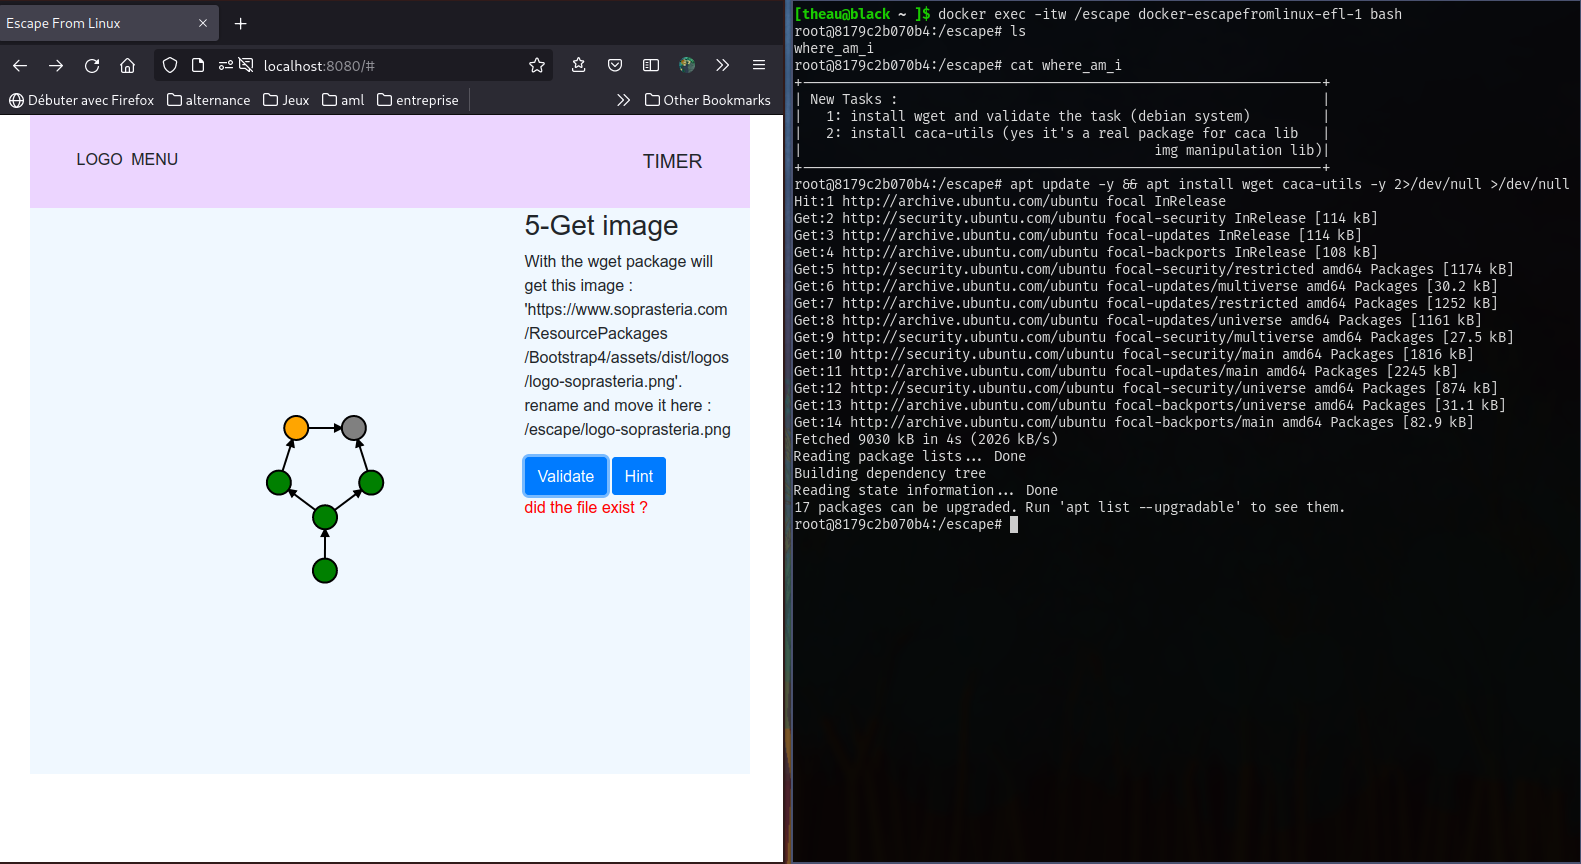 Escape From Linux
localhost:8080/#
Débuter avec Firefox
alternance
Jeux
aml
entreprise
Other Bookmarks
LOGO MENU
TIMER
5-Get image
With the wget package will
get this image :
'https://www.soprasteria.com
/ResourcePackages
/Bootstrap4/assets/dist/logos
/logo-soprasteria.png'.
rename and move it here :
/escape/logo-soprasteria.png
Validate
Hint
did the file exist ?
[theau@black ~ ]$ docker exec -itw /escape docker-escapefromlinux-efl-1 bash
root@8179c2b070b4:/escape# ls
where_am_i
root@8179c2b070b4:/escape# cat where_am_i
+----------------------------------------------------------------+
| New Tasks : |
| 1: install wget and validate the task (debian system) |
| 2: install caca-utils (yes it's a real package for caca lib |
| img manipulation lib)|
+----------------------------------------------------------------+
root@8179c2b070b4:/escape# apt update -y && apt install wget caca-utils -y 2>/dev/null >/dev/null
Hit:1 http://archive.ubuntu.com/ubuntu focal InRelease
Get:2 http://security.ubuntu.com/ubuntu focal-security InRelease [114 kB]
Get:3 http://archive.ubuntu.com/ubuntu focal-updates InRelease [114 kB]
Get:4 http://archive.ubuntu.com/ubuntu focal-backports InRelease [108 kB]
Get:5 http://security.ubuntu.com/ubuntu focal-security/restricted amd64 Packages [1174 kB]
Get:6 http://archive.ubuntu.com/ubuntu focal-updates/multiverse amd64 Packages [30.2 kB]
Get:7 http://archive.ubuntu.com/ubuntu focal-updates/restricted amd64 Packages [1252 kB]
Get:8 http://archive.ubuntu.com/ubuntu focal-updates/universe amd64 Packages [1161 kB]
Get:9 http://security.ubuntu.com/ubuntu focal-security/multiverse amd64 Packages [27.5 kB]
Get:10 http://security.ubuntu.com/ubuntu focal-security/main amd64 Packages [1816 kB]
Get:11 http://archive.ubuntu.com/ubuntu focal-updates/main amd64 Packages [2245 kB]
Get:12 http://security.ubuntu.com/ubuntu focal-security/universe amd64 Packages [874 kB]
Get:13 http://archive.ubuntu.com/ubuntu focal-backports/universe amd64 Packages [31.1 kB]
Get:14 http://archive.ubuntu.com/ubuntu focal-backports/main amd64 Packages [82.9 kB]
Fetched 9030 kB in 4s (2026 kB/s)
Reading package lists... Done
Building dependency tree
Reading state information... Done
17 packages can be upgraded. Run 'apt list --upgradable' to see them.
root@8179c2b070b4:/escape#